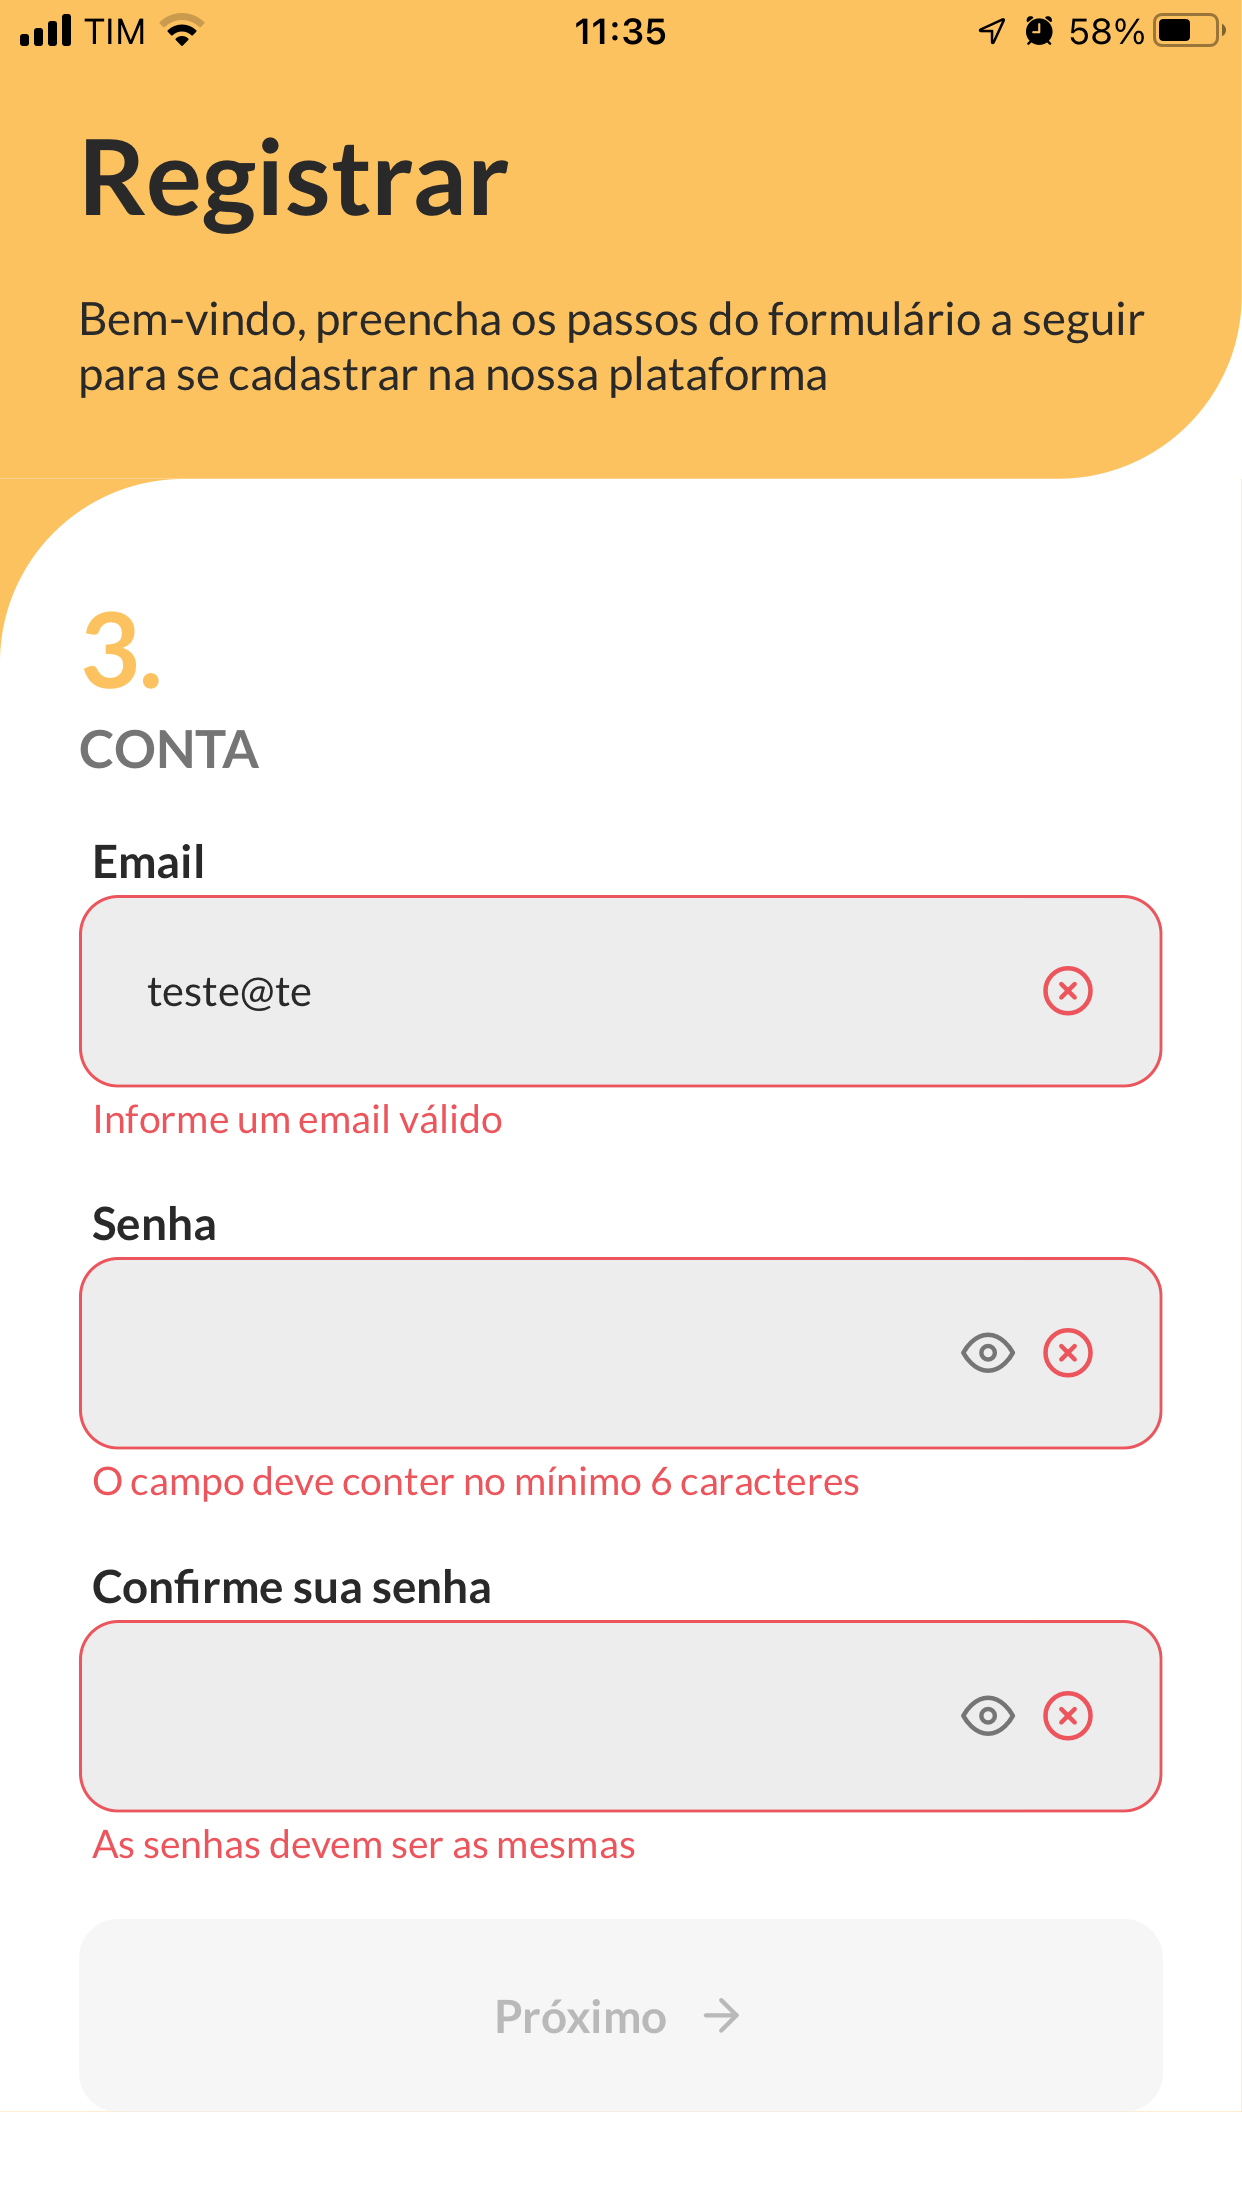 TIM 11:35 58%
Registrar
Bem-vindo, preencha os passos do formulário a seguir
para se cadastrar na nossa plataforma
3.
CONTA
Email
teste@te
Informe um email válido
Senha
O campo deve conter no mínimo 6 caracteres
Confirme sua senha
As senhas devem ser as mesmas
Próximo